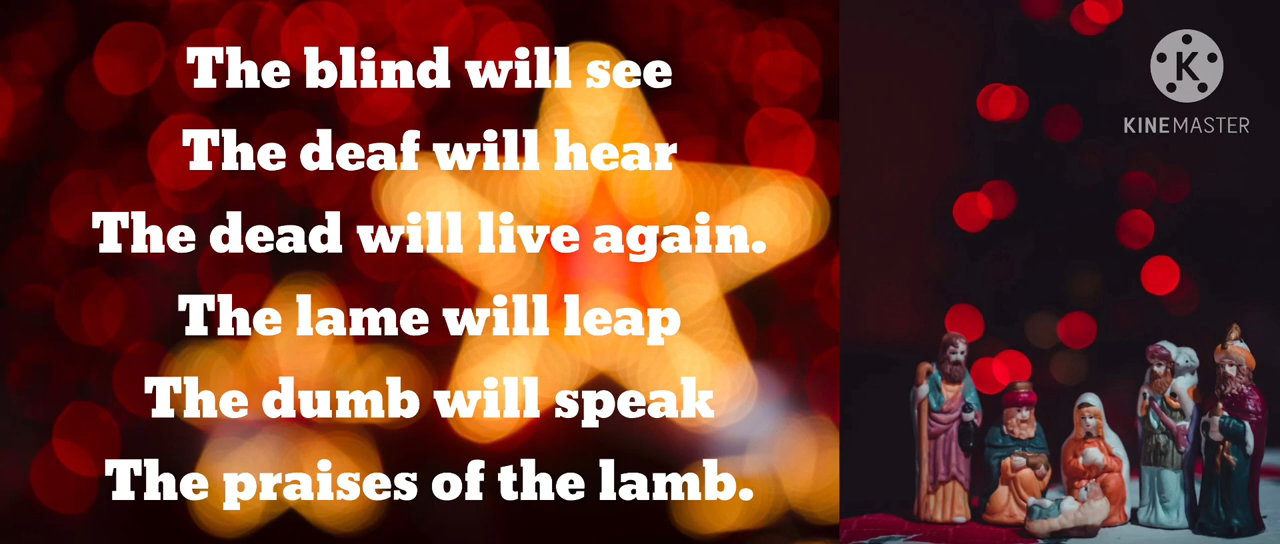 The blind will see
The deaf will hear
The dead will live again.
The lame will leap
The dumb will speak
The praises of the lamb.
K
KINEMASTER